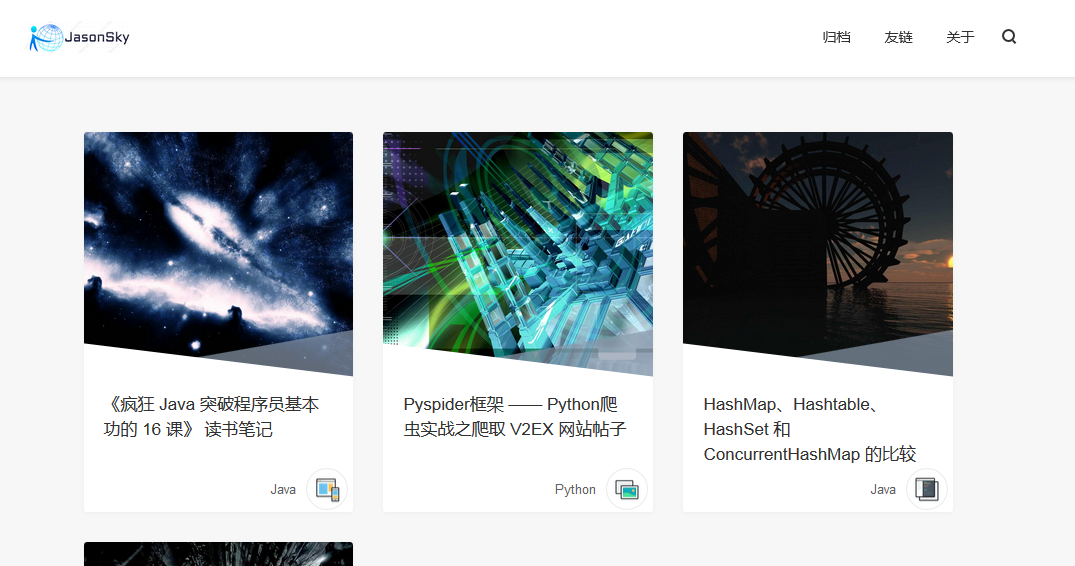 JasonSky
归档 友链 关于
《疯狂 Java 突破程序员基本
功的 16 课》 读书笔记
Java
Pyspider框架 —— Python爬
虫实战之爬取 V2EX 网站帖子
Python
HashMap、Hashtable、
HashSet 和
ConcurrentHashMap 的比较
Java